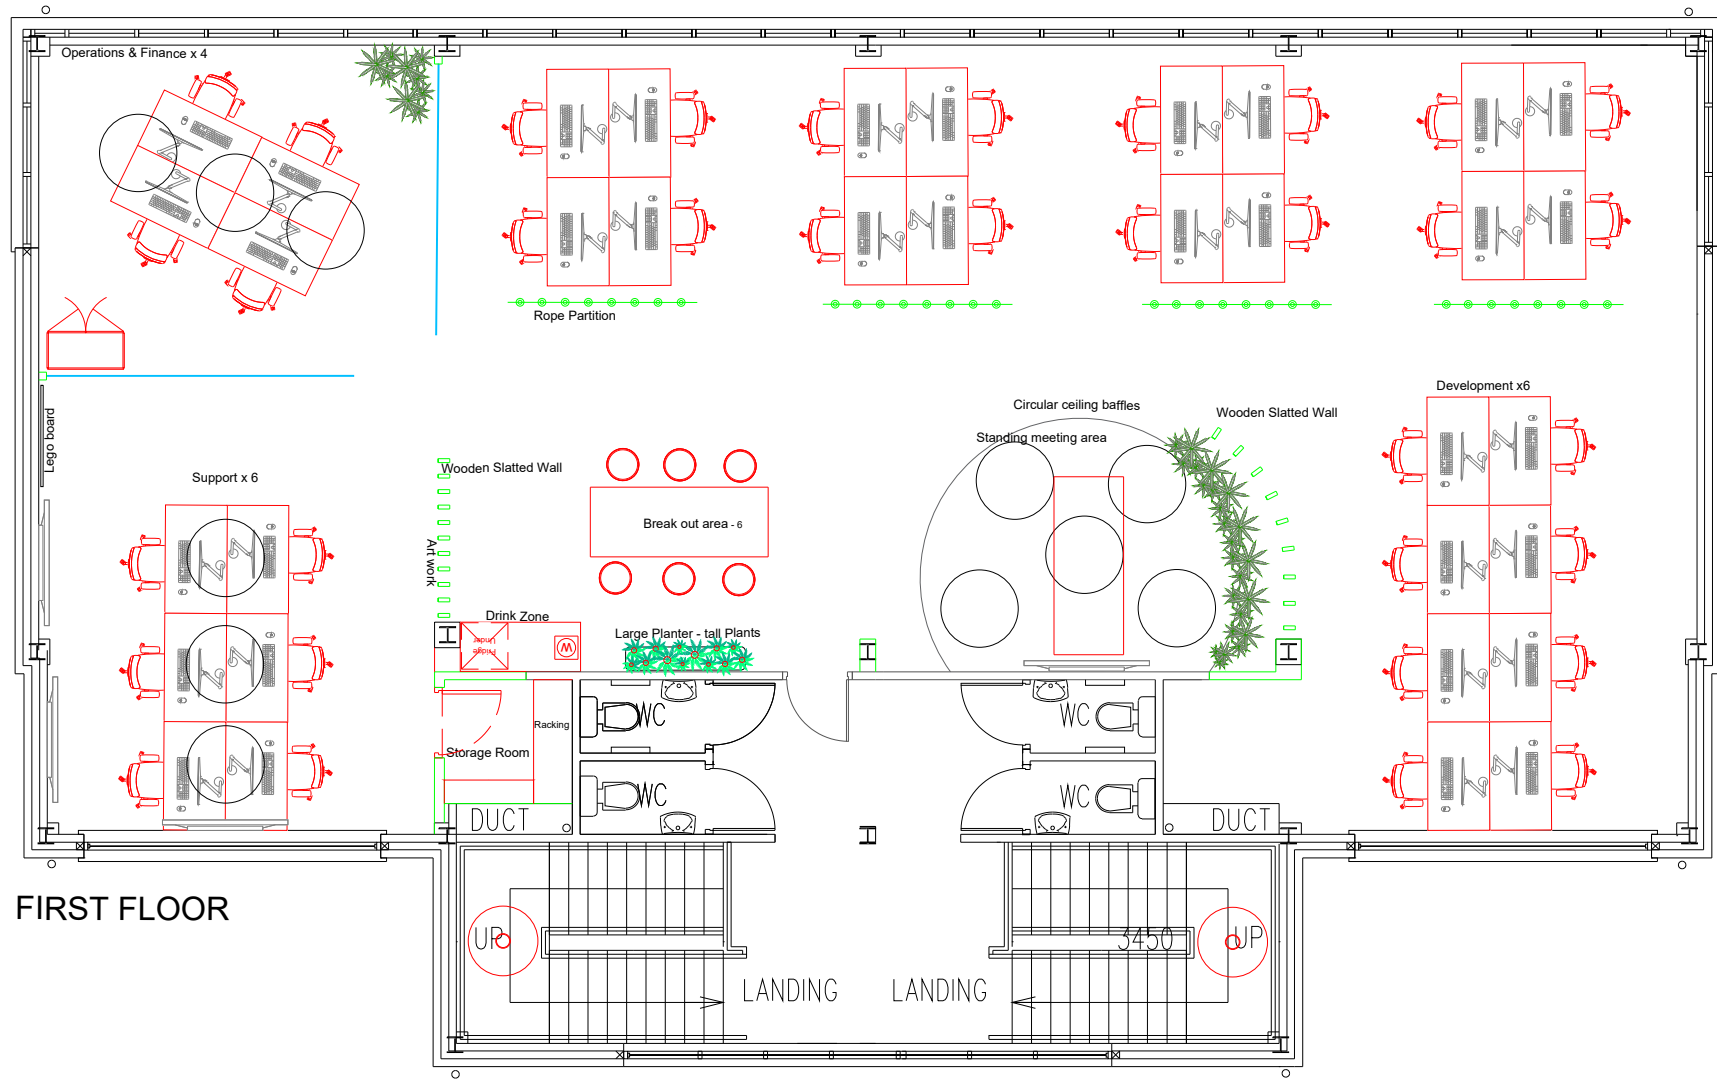 Operations & Finance x 4
Rope Partition
Development x6
Circular ceiling baffles
Wooden Slatted Wall
Lego board
Standing meeting area
Wooden Slatted Wall
Support x 6
Break out area - 6
Art work
Drink Zone
Large Planter - tall Plants
Fridge
Under
W
WC
WC
Racking
Storage Room
WC
WC
DUCT
DUCT
FIRST FLOOR
UP
3450
UP
LANDING
LANDING